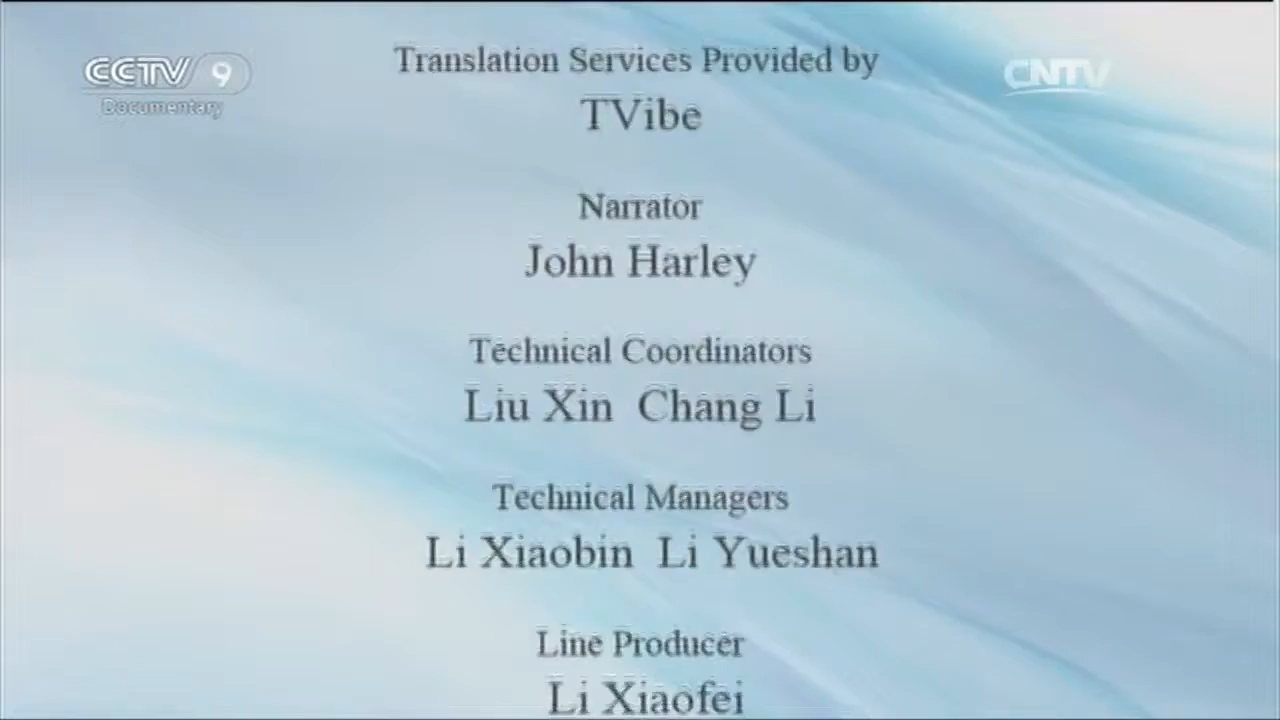 CCTV 9
Documentary
CNTV
Translation Services Provided by
TVibe
Narrator
John Harley
Technical Coordinators
Liu Xin  Chang Li
Technical Managers
Li Xiaobin  Li Yueshan
Line Producer
Li Xiaofei